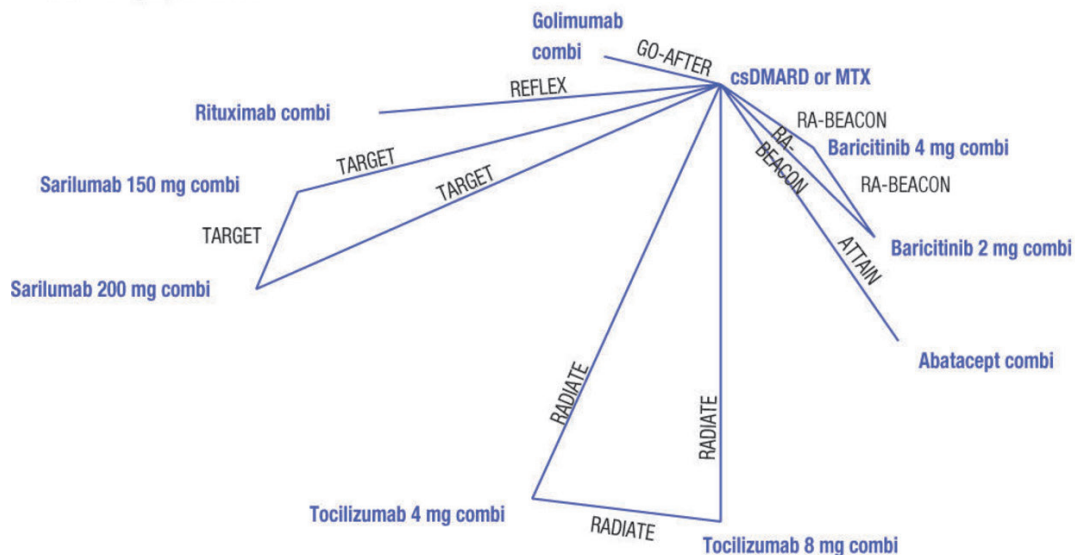 Golimumab
combi
GO-AFTER
csDMARD or MTX
REFLEX
Rituximab combi
RA-BEACON
RA-
BEACON
Baricitinib 4 mg combi
TARGET
Sarilumab 150 mg combi
TARGET
RA-BEACON
TARGET
Baricitinib 2 mg combi
ATTAIN
Sarilumab 200 mg combi
Abatacept combi
RADIATE
RADIATE
Tocilizumab 4 mg combi
RADIATE
Tocilizumab 8 mg combi